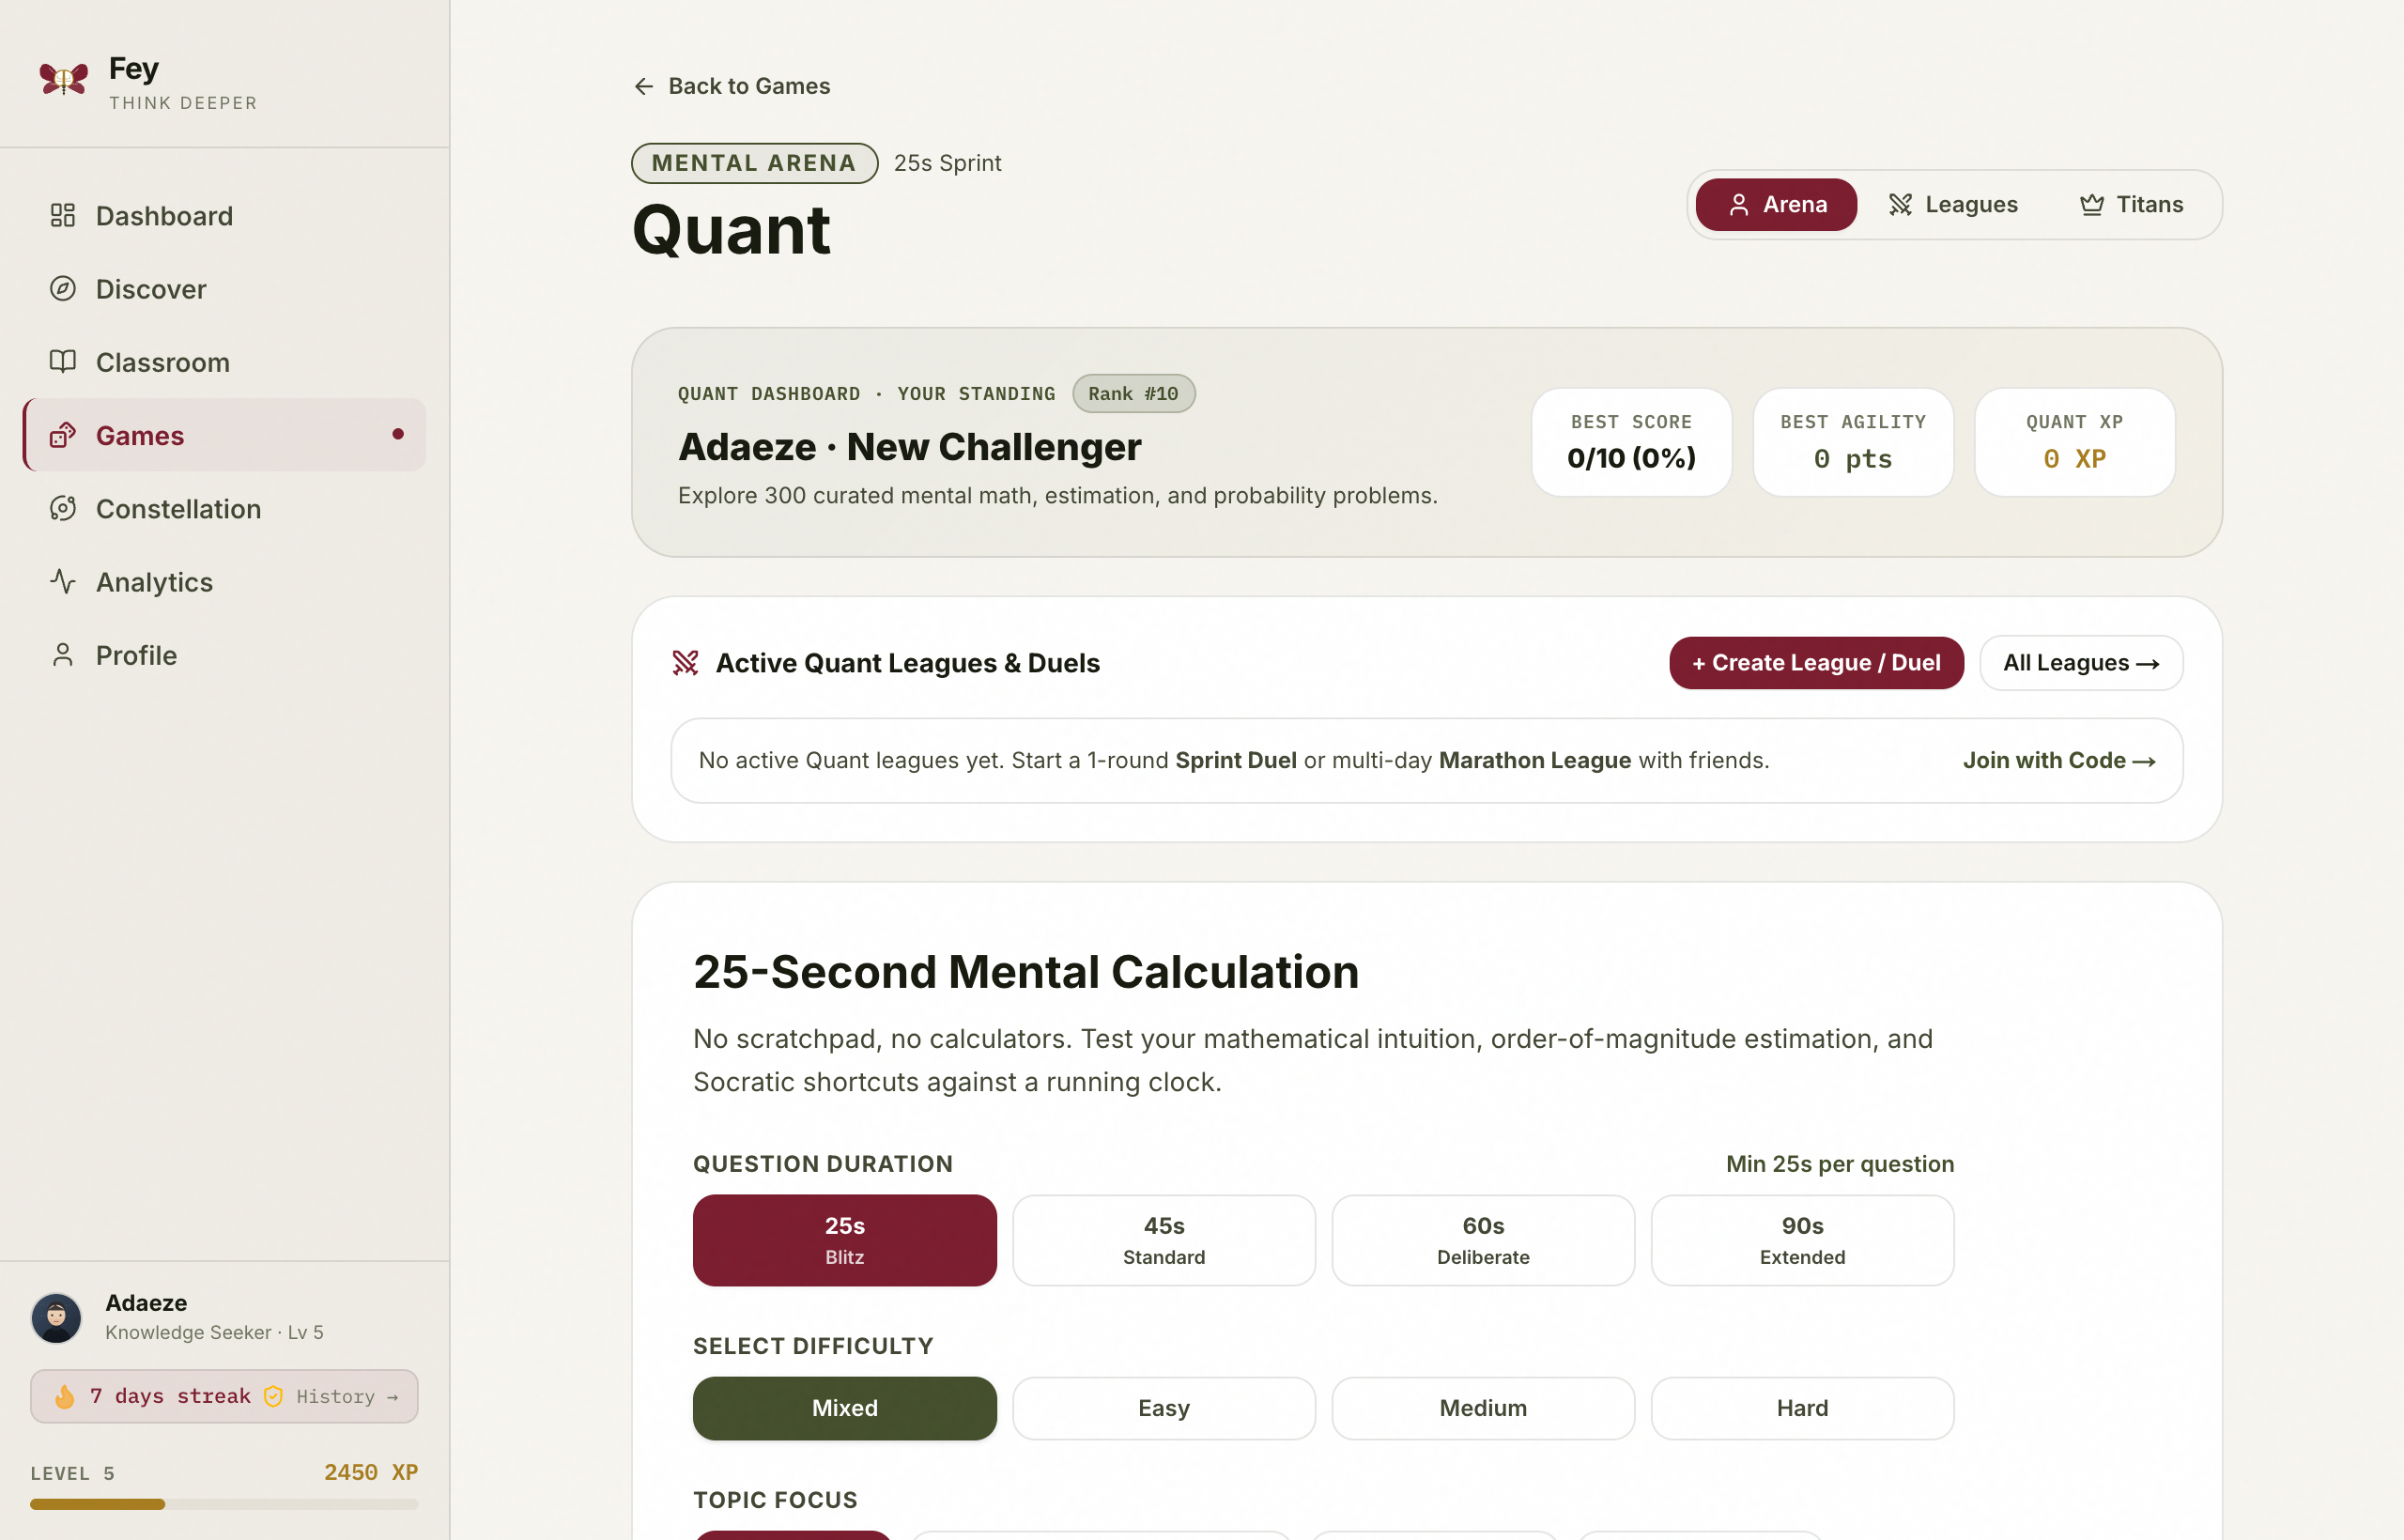 Fey
THINK DEEPER
Dashboard
Discover
Classroom
Games
Constellation
Analytics
Profile
Adaeze
Knowledge Seeker · Lv 5
7 days streak History →
LEVEL 5 2450 XP
← Back to Games
MENTAL ARENA 25s Sprint
Quant
Arena Leagues Titans
QUANT DASHBOARD · YOUR STANDING Rank #10
Adaeze · New Challenger
Explore 300 curated mental math, estimation, and probability problems.
BEST SCORE
0/10 (0%)
BEST AGILITY
0 pts
QUANT XP
0 XP
Active Quant Leagues & Duels
+ Create League / Duel
All Leagues →
No active Quant leagues yet. Start a 1-round Sprint Duel or multi-day Marathon League with friends.
Join with Code →
25-Second Mental Calculation
No scratchpad, no calculators. Test your mathematical intuition, order-of-magnitude estimation, and
Socratic shortcuts against a running clock.
QUESTION DURATION Min 25s per question
25s
Blitz
45s
Standard
60s
Deliberate
90s
Extended
SELECT DIFFICULTY
Mixed Easy Medium Hard
TOPIC FOCUS